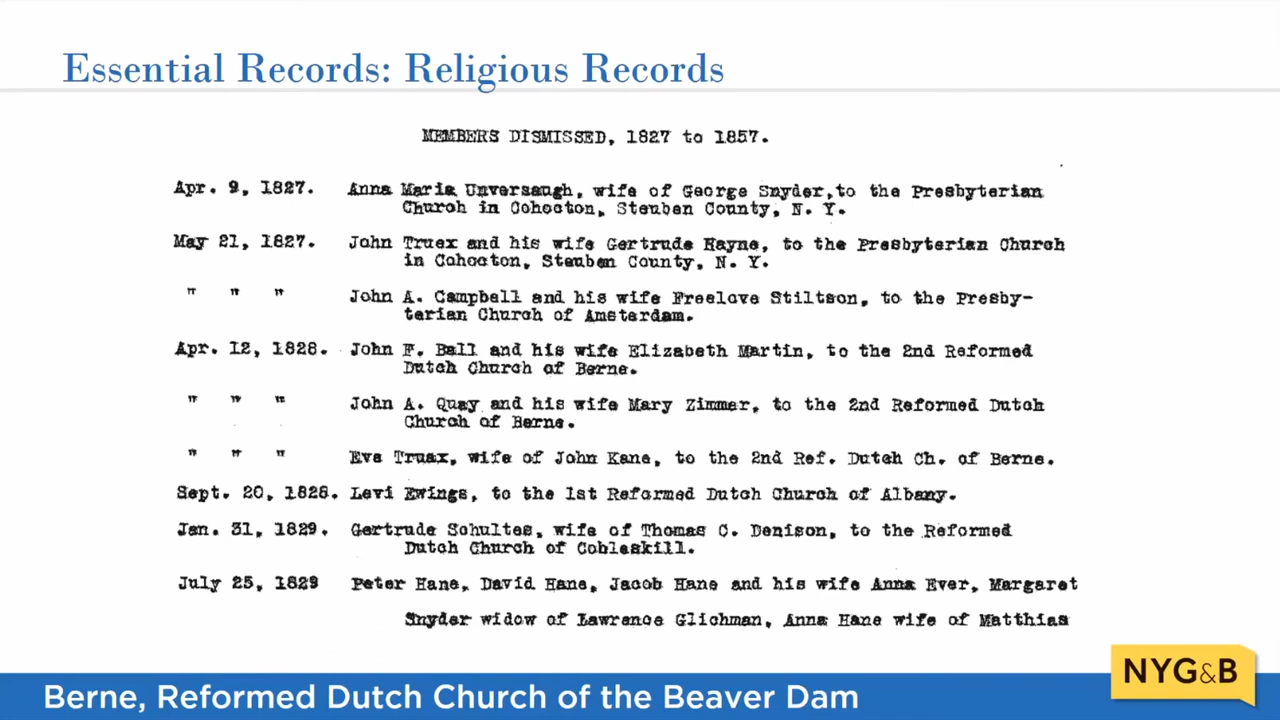 Essential Records: Religious Records
MEMBERS DISMISSED, 1827 to 1857.
Apr. 9, 1827. Anna Maria Unversaugh, wife of George Snyder, to the Presbyterian
Church in Cohocton, Steuben County, N. Y.
May 21, 1827. John Truex and his wife Gertrude Hayne, to the Presbyterian Church
in Cohocton, Steuben County, N. Y.
" " " John A. Campbell and his wife Freelove Stiltson, to the Presby-
terian Church of Amsterdam.
Apr. 12, 1828. John F. Ball and his wife Elizabeth Martin, to the 2nd Reformed
Dutch Church of Berne.
" " " John A. Quay and his wife Mary Zimmer, to the 2nd Reformed Dutch
Church of Berne.
" " " Eva Truax, wife of John Kane, to the 2nd Ref. Dutch Ch. of Berne.
Sept. 20, 1828. Levi Ewings, to the 1st Reformed Dutch Church of Albany.
Jan. 31, 1829. Gertrude Schultes, wife of Thomas C. Denison, to the Reformed
Dutch Church of Cobleskill.
July 25, 1829 Peter Hane, David Hane, Jacob Hane and his wife Anna Ever, Margaret
Snyder widow of Lawrence Glichman, Anna Hane wife of Matthias
NYG&B
Berne, Reformed Dutch Church of the Beaver Dam